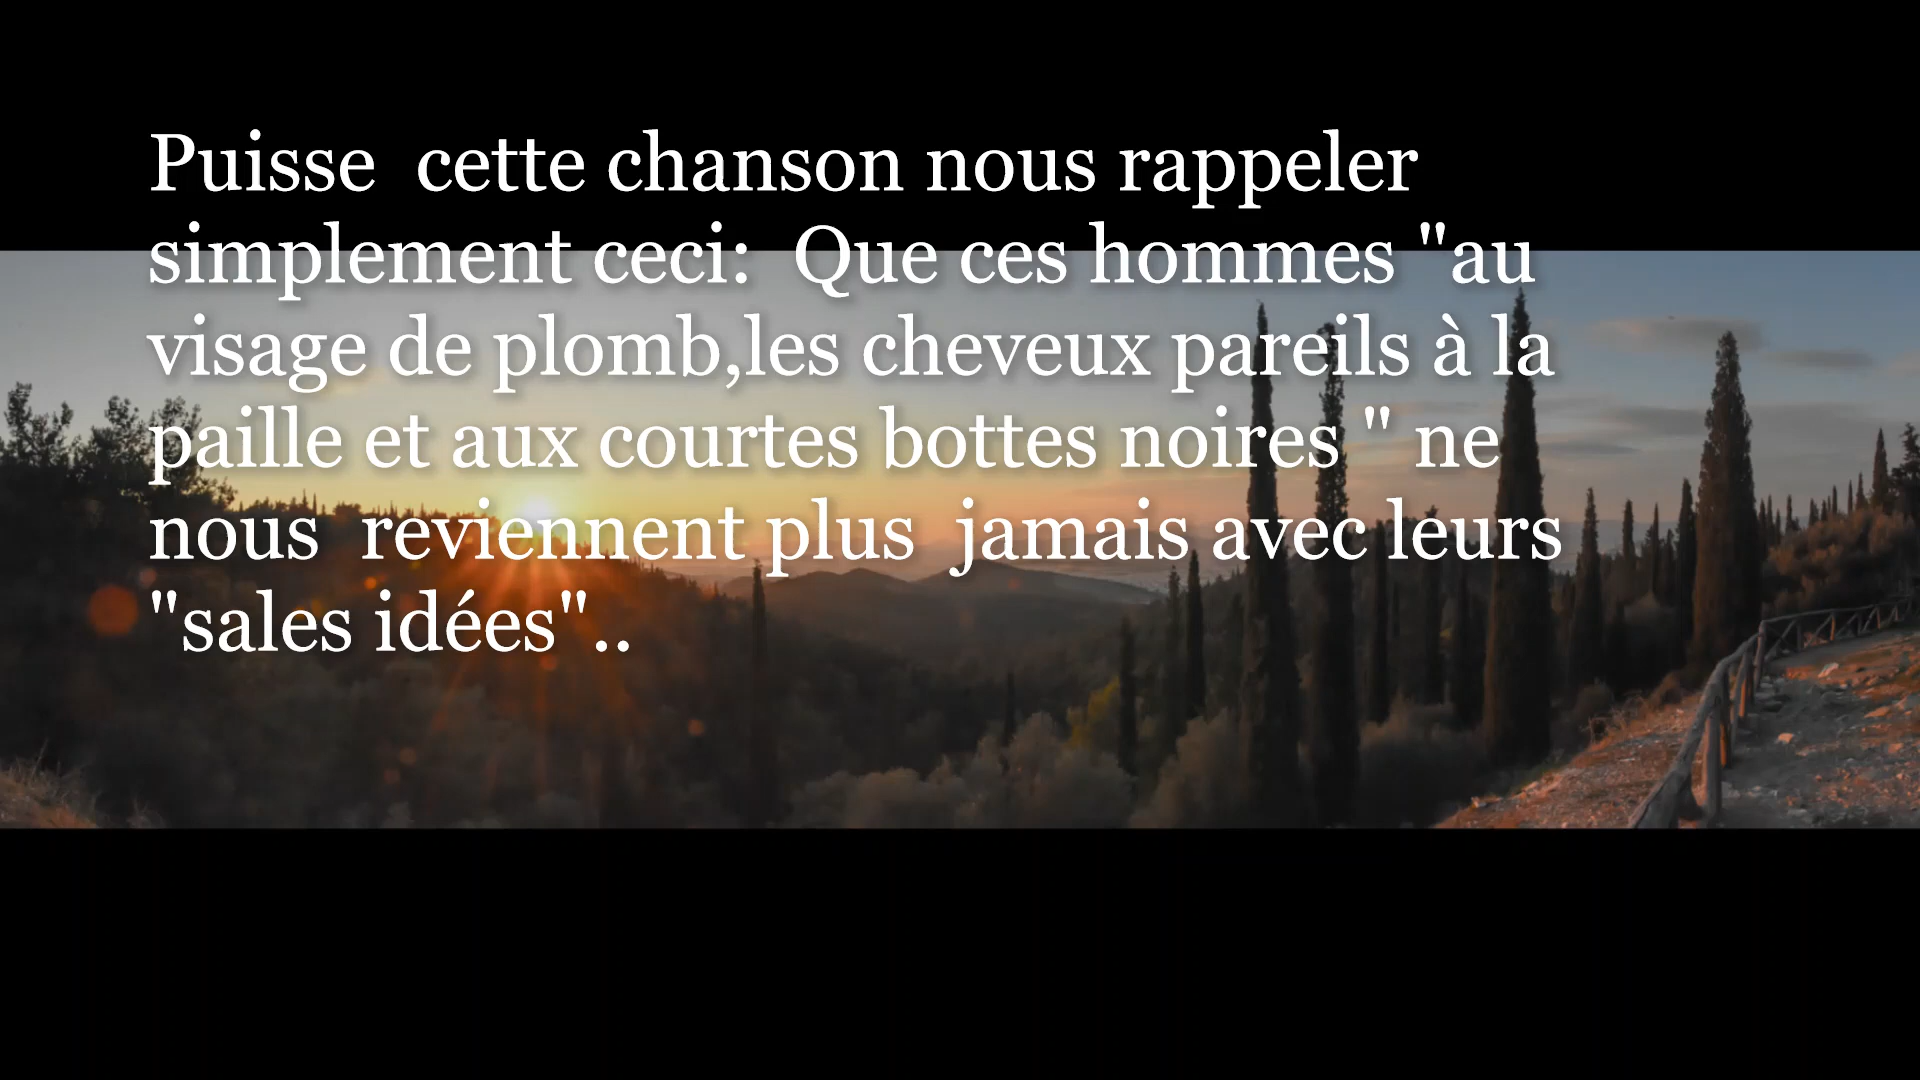 Puisse  cette chanson nous rappeler
simplement ceci:  Que ces hommes "au
visage de plomb,les cheveux pareils à la
paille et aux courtes bottes noires " ne
nous  reviennent plus  jamais avec leurs
"sales idées"..